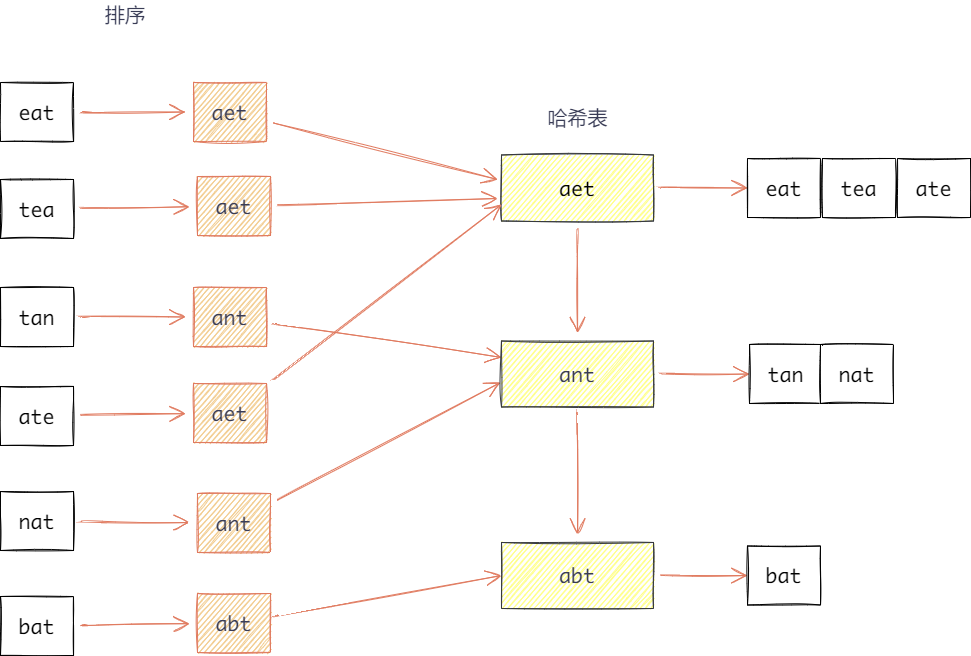 排序
eat aet
哈希表
aet eat tea ate
tea aet
tan ant
ant tan nat
ate aet
nat ant
abt bat
bat abt